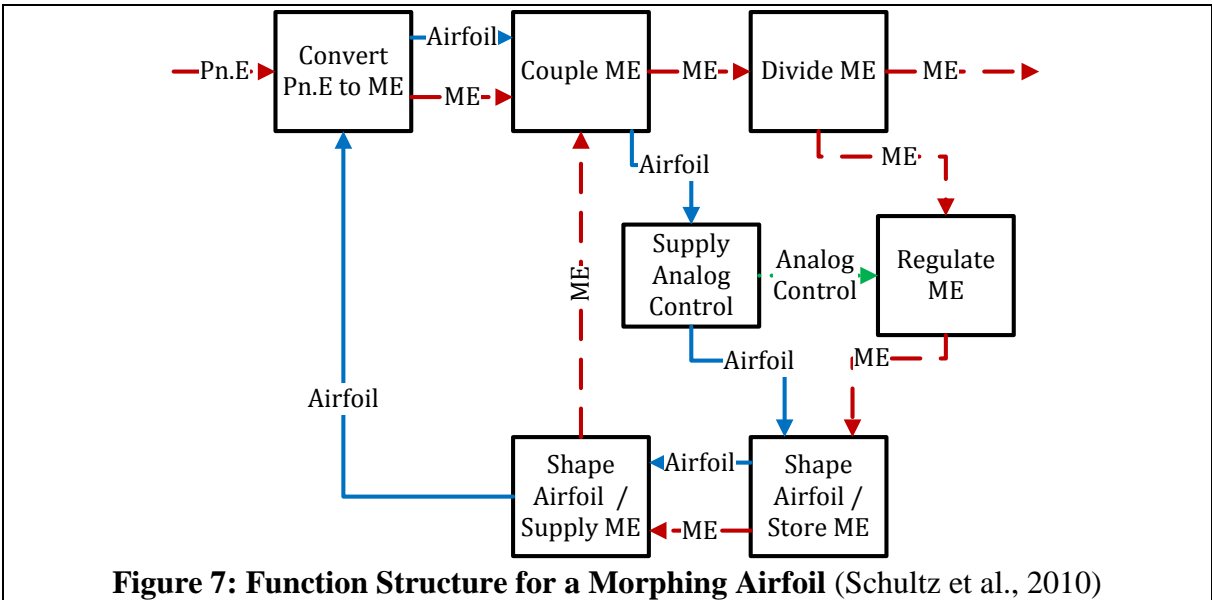 Airfoil
Pn.E
Convert
Pn.E to ME
ME
Couple ME
ME
Divide ME
ME
Airfoil
ME
Supply
Analog
Control
Analog
Control
Regulate
ME
ME
Airfoil
ME
Airfoil
Shape
Airfoil /
Supply ME
Airfoil
ME
Shape
Airfoil /
Store ME
Figure 7: Function Structure for a Morphing Airfoil (Schultz et al., 2010)